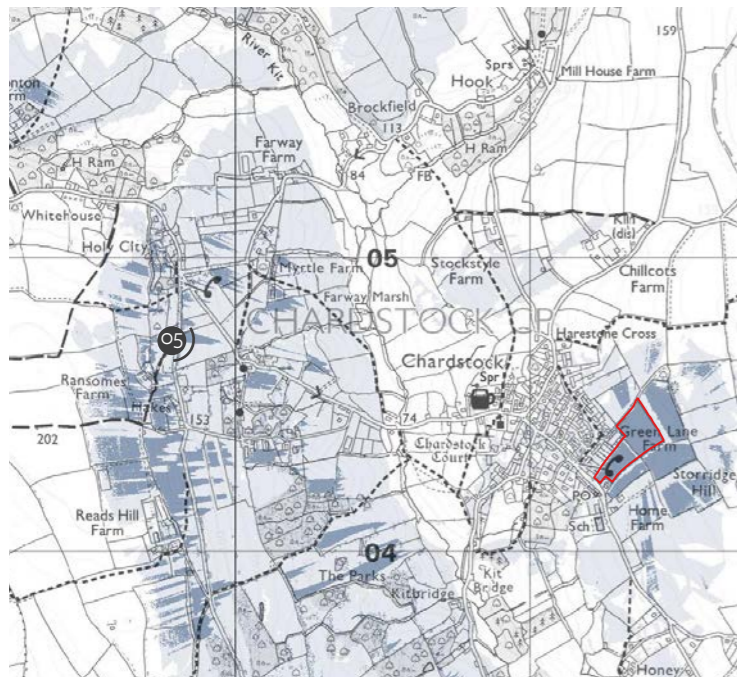 159
River Kit
Sprs
Hook
Mill House Farm
onton
Farm
Brockfield
113
H Ram
Farway
Farm
84
FB
H Ram
Whitehouse
Kiln
(dis)
Holy City
05
Stockstyle
Farm
Myrtle Farm
Chillcots
Farm
Farway Marsh
CHARDSTOCK CP
Harestone Cross
05
Chardstock
Spr
Ransomes
Farm
Hakes
153
74
Green Lane
Farm
202
Chardstock
Court
Storridge
Hill
PO
Reads Hill
Farm
Sch
Home
Farm
04
The Parks
Kitbridge
Kit
Bridge
Honey